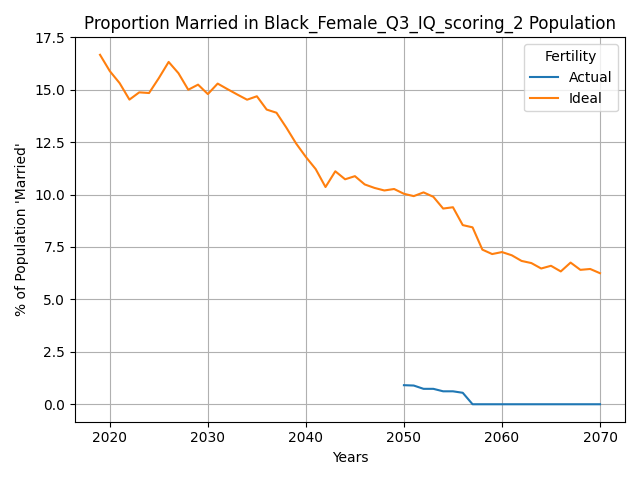 Proportion Married in Black_Female_Q3_IQ_scoring_2 Population
% of Population 'Married'
17.5
15.0
12.5
10.0
7.5
5.0
2.5
0.0
Fertility
Actual
Ideal
2020 2030 2040 2050 2060 2070
Years